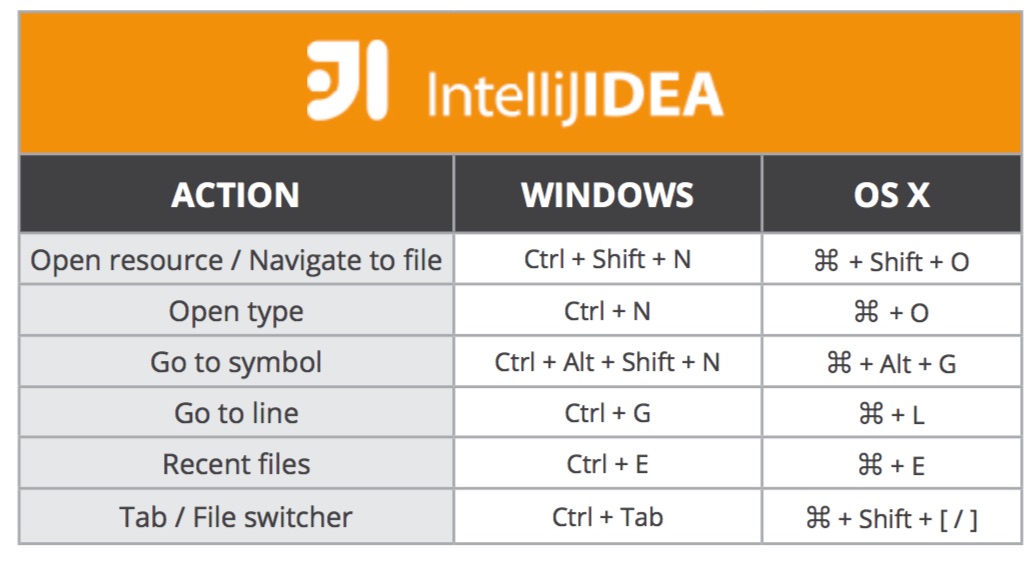 IntelliJIDEA
ACTION WINDOWS OS X
Open resource / Navigate to file Ctrl + Shift + N ⌘ + Shift + O
Open type Ctrl + N ⌘ + O
Go to symbol Ctrl + Alt + Shift + N ⌘ + Alt + G
Go to line Ctrl + G ⌘ + L
Recent files Ctrl + E ⌘ + E
Tab / File switcher Ctrl + Tab ⌘ + Shift + [ / ]